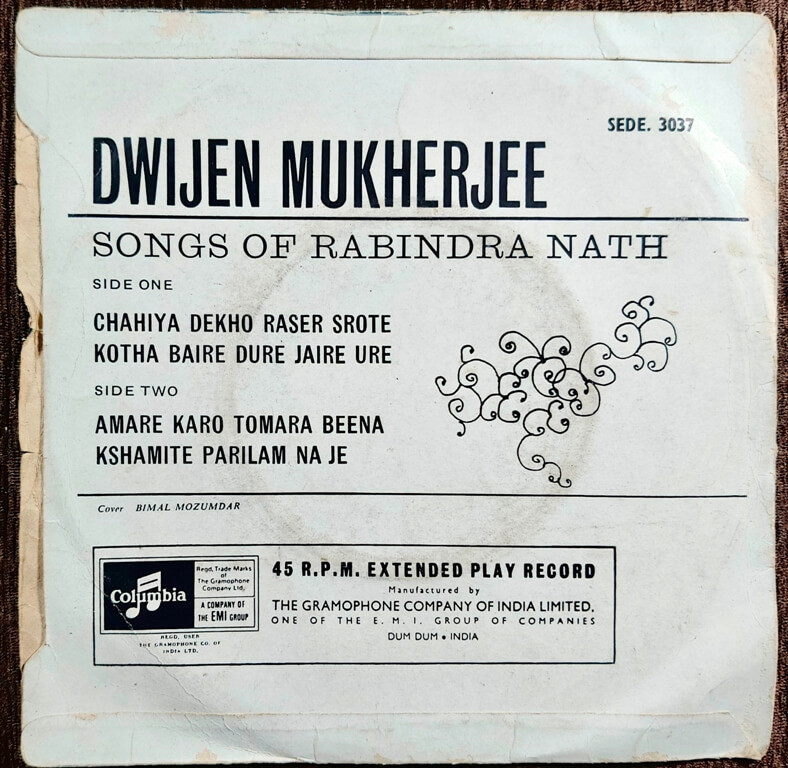 SEDE. 3037
DWIJEN MUKHERJEE
SONGS OF RABINDRA NATH
SIDE ONE
CHAHIYA DEKHO RASER SROTE
KOTHA BAIRE DURE JAIRE URE
SIDE TWO
AMARE KARO TOMARA BEENA
KSHAMITE PARILAM NA JE
Cover BIMAL MOZUMDAR
Columbia
Regd. Trade Marks
of
The Gramophone
Company Ltd.
A COMPANY OF
THE EMI GROUP
REGD. USER
THE GRAMOPHONE CO. OF
INDIA LTD.
45 R.P.M. EXTENDED PLAY RECORD
Manufactured by
THE GRAMOPHONE COMPANY OF INDIA LIMITED.
ONE OF THE E. M. I. GROUP OF COMPANIES
DUM DUM • INDIA